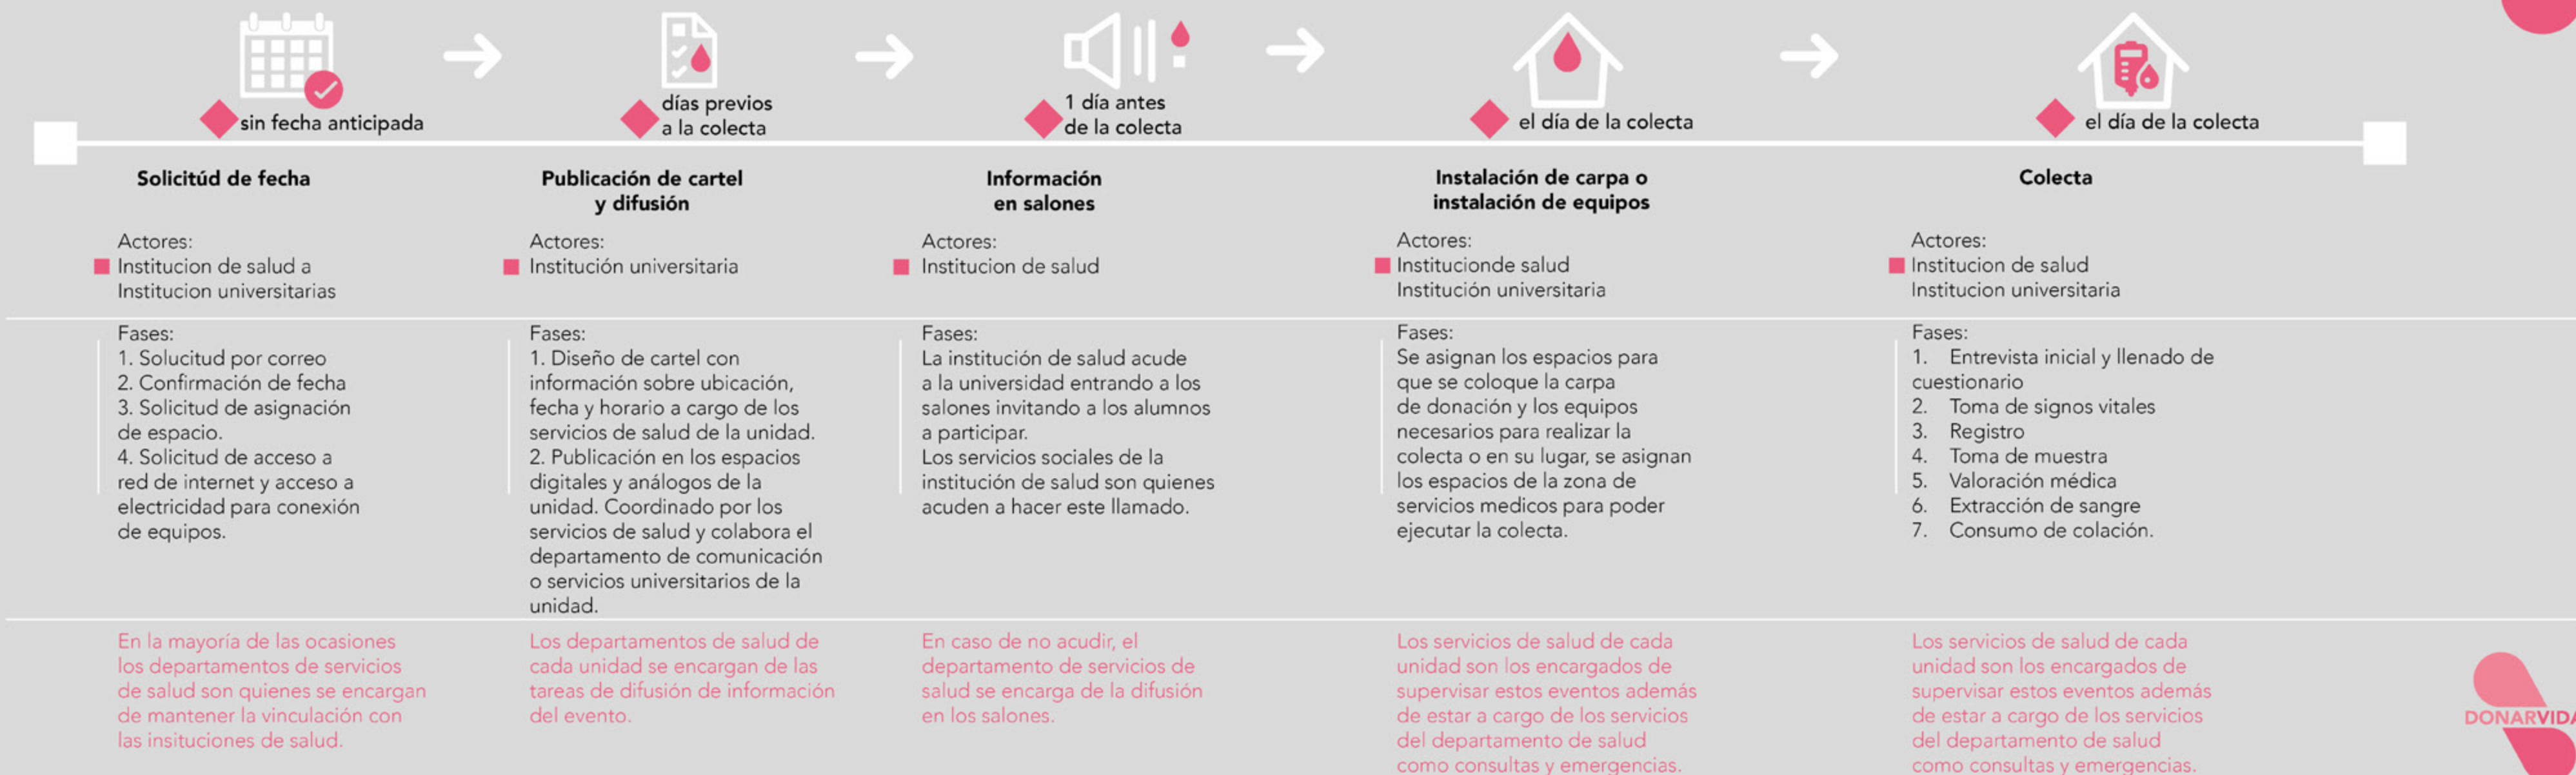 sin fecha anticipada
Solicitúd de fecha
Actores:
Institucion de salud a
Institucion universitarias
Fases:
1. Solucitud por correo
2. Confirmación de fecha
3. Solicitud de asignación
de espacio.
4. Solicitud de acceso a
red de internet y acceso a
electricidad para conexión
de equipos.
En la mayoría de las ocasiones
los departamentos de servicios
de salud son quienes se encargan
de mantener la vinculación con
las insituciones de salud.
días previos
a la colecta
Publicación de cartel
y difusión
Actores:
Institución universitaria
Fases:
1. Diseño de cartel con
información sobre ubicación,
fecha y horario a cargo de los
servicios de salud de la unidad.
2. Publicación en los espacios
digitales y análogos de la
unidad. Coordinado por los
servicios de salud y colabora el
departamento de comunicación
o servicios universitarios de la
unidad.
Los departamentos de salud de
cada unidad se encargan de las
tareas de difusión de información
del evento.
1 día antes
de la colecta
Información
en salones
Actores:
Institucion de salud
Fases:
La institución de salud acude
a la universidad entrando a los
salones invitando a los alumnos
a participar.
Los servicios sociales de la
institución de salud son quienes
acuden a hacer este llamado.
En caso de no acudir, el
departamento de servicios de
salud se encarga de la difusión
en los salones.
el día de la colecta
Instalación de carpa o
instalación de equipos
Actores:
Institucionde salud
Institución universitaria
Fases:
Se asignan los espacios para
que se coloque la carpa
de donación y los equipos
necesarios para realizar la
colecta o en su lugar, se asignan
los espacios de la zona de
servicios medicos para poder
ejecutar la colecta.
Los servicios de salud de cada
unidad son los encargados de
supervisar estos eventos además
de estar a cargo de los servicios
del departamento de salud
como consultas y emergencias.
el día de la colecta
Colecta
Actores:
Institucion de salud
Institucion universitaria
Fases:
1. Entrevista inicial y llenado de
cuestionario
2. Toma de signos vitales
3. Registro
4. Toma de muestra
5. Valoración médica
6. Extracción de sangre
7. Consumo de colación.
Los servicios de salud de cada
unidad son los encargados de
supervisar estos eventos además
de estar a cargo de los servicios
del departamento de salud
como consultas y emergencias.
DONARVIDA